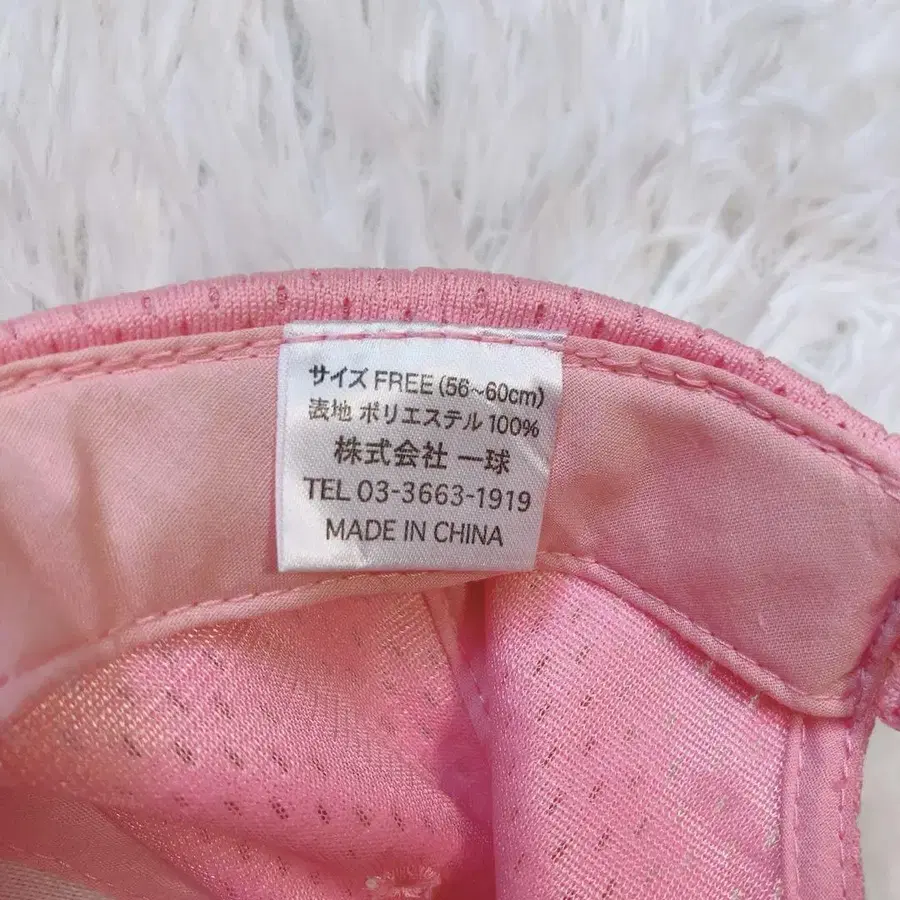 サイズ FREE (56~60cm)
表地 ポリエステル 100%
株式会社 一球
TEL 03-3663-1919
MADE IN CHINA